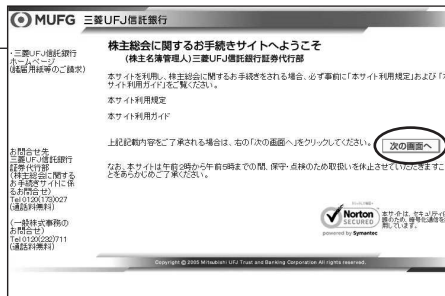 MUFG 三菱UFJ信託銀行
・三菱UFJ信託銀行
ホームページ
(諸届用紙等のご請求)
お問合せ先
三菱UFJ信託銀行
証券代行部
(株主総会に関する
お手続きサイトに係
るお問合せ)
Tel 0120(173)027
(通話料無料)
(一般株式事務の
お問合せ)
Tel 0120(232)711
(通話料無料)
株主総会に関するお手続きサイトへようこそ
(株主名簿管理人)三菱UFJ信託銀行証券代行部
本サイトを利用し、株主総会に関するお手続きをされる場合、必ず事前に「本サイト利用規定」および「本
サイト利用ガイド」をご覧ください。
本サイト利用規定
本サイト利用ガイド
上記記載内容をご了承される場合は、右の「次の画面へ」をクリックしてください。
次の画面へ
なお、本サイトは午前2時から午前5時までの間、保守・点検のため取扱いを休止させていただきますこ
とをあらかじめご了承ください。
Norton
SECURED
powered by Symantec
Copyright © 2005 Mitsubishi UFJ Trust and Banking Corporation All rights reserved.